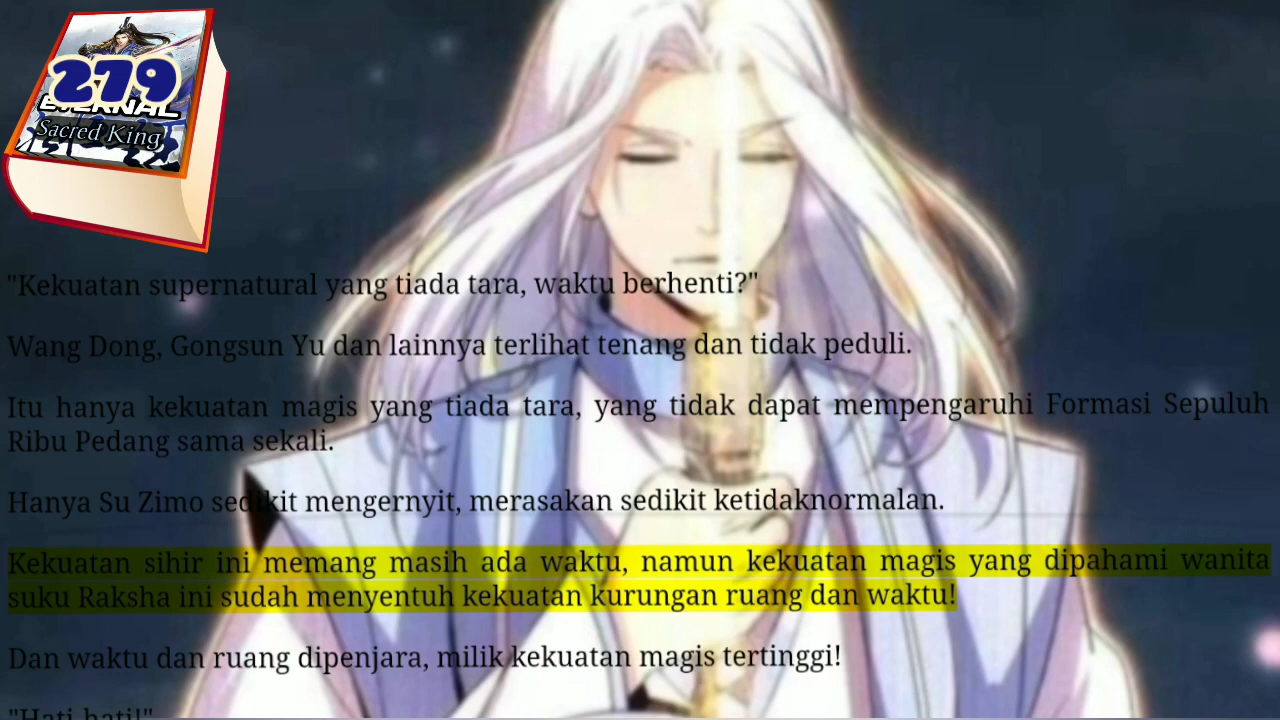 279
ETERNAL
Sacred King
"Kekuatan supernatural yang tiada tara, waktu berhenti?"
Wang Dong, Gongsun Yu dan lainnya terlihat tenang dan tidak peduli.
Itu hanya kekuatan magis yang tiada tara, yang tidak dapat mempengaruhi Formasi Sepuluh
Ribu Pedang sama sekali.
Hanya Su Zimo sedikit mengernyit, merasakan sedikit ketidaknormalan.
Kekuatan sihir ini memang masih ada waktu, namun kekuatan magis yang dipahami wanita
suku Raksha ini sudah menyentuh kekuatan kurungan ruang dan waktu!
Dan waktu dan ruang dipenjara, milik kekuatan magis tertinggi!
"Hati-hati!"